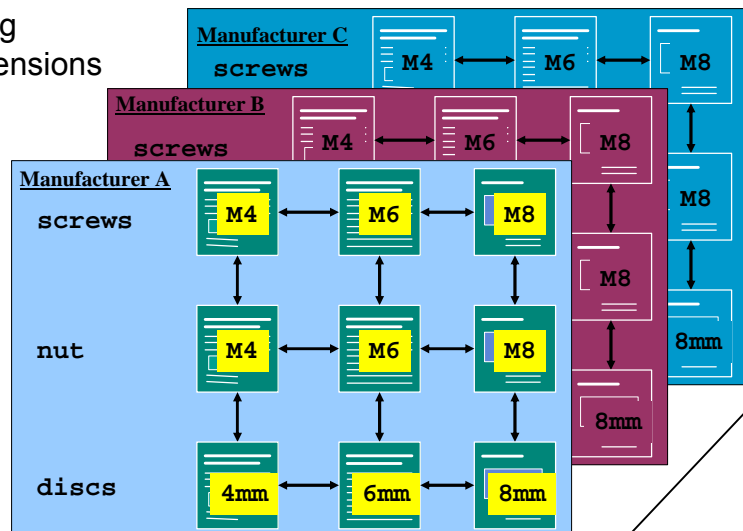 g
ensions
Manufacturer C
screws M4 M6 M8
Manufacturer B
screws M4 M6 M8
Manufacturer A
screws M4 M6 M8
M8
M8
nut M4 M6 M8
8mm
8mm
discs 4mm 6mm 8mm